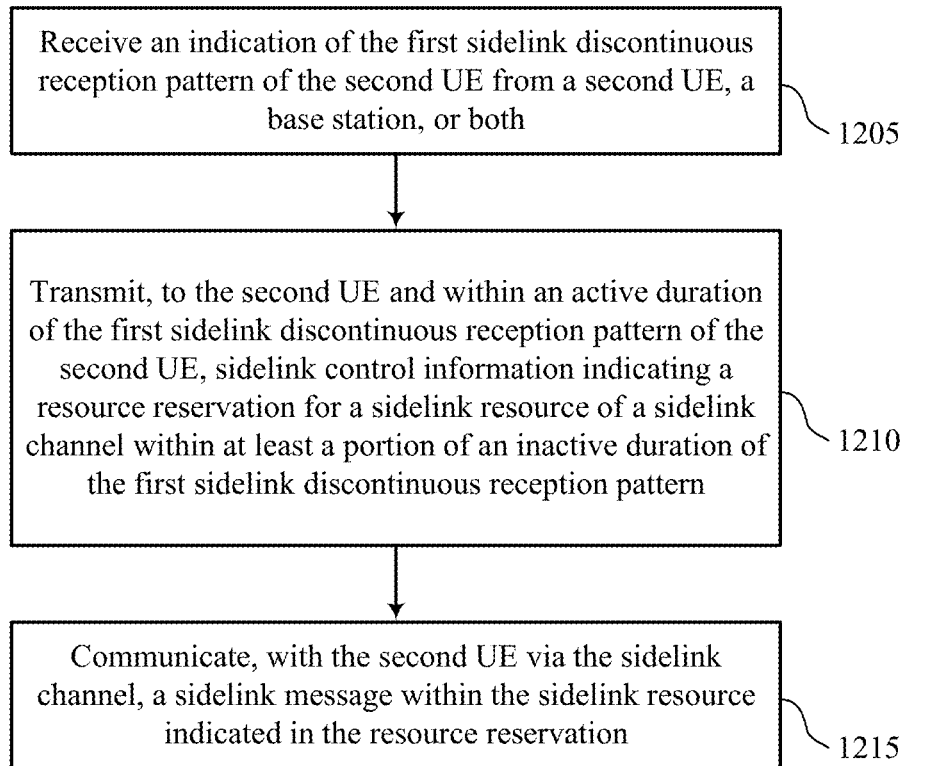 Receive an indication of the first sidelink discontinuous
reception pattern of the second UE from a second UE, a
base station, or both
1205
Transmit, to the second UE and within an active duration
of the first sidelink discontinuous reception pattern of the
second UE, sidelink control information indicating a
resource reservation for a sidelink resource of a sidelink
channel within at least a portion of an inactive duration of
the first sidelink discontinuous reception pattern
1210
Communicate, with the second UE via the sidelink
channel, a sidelink message within the sidelink resource
indicated in the resource reservation
1215